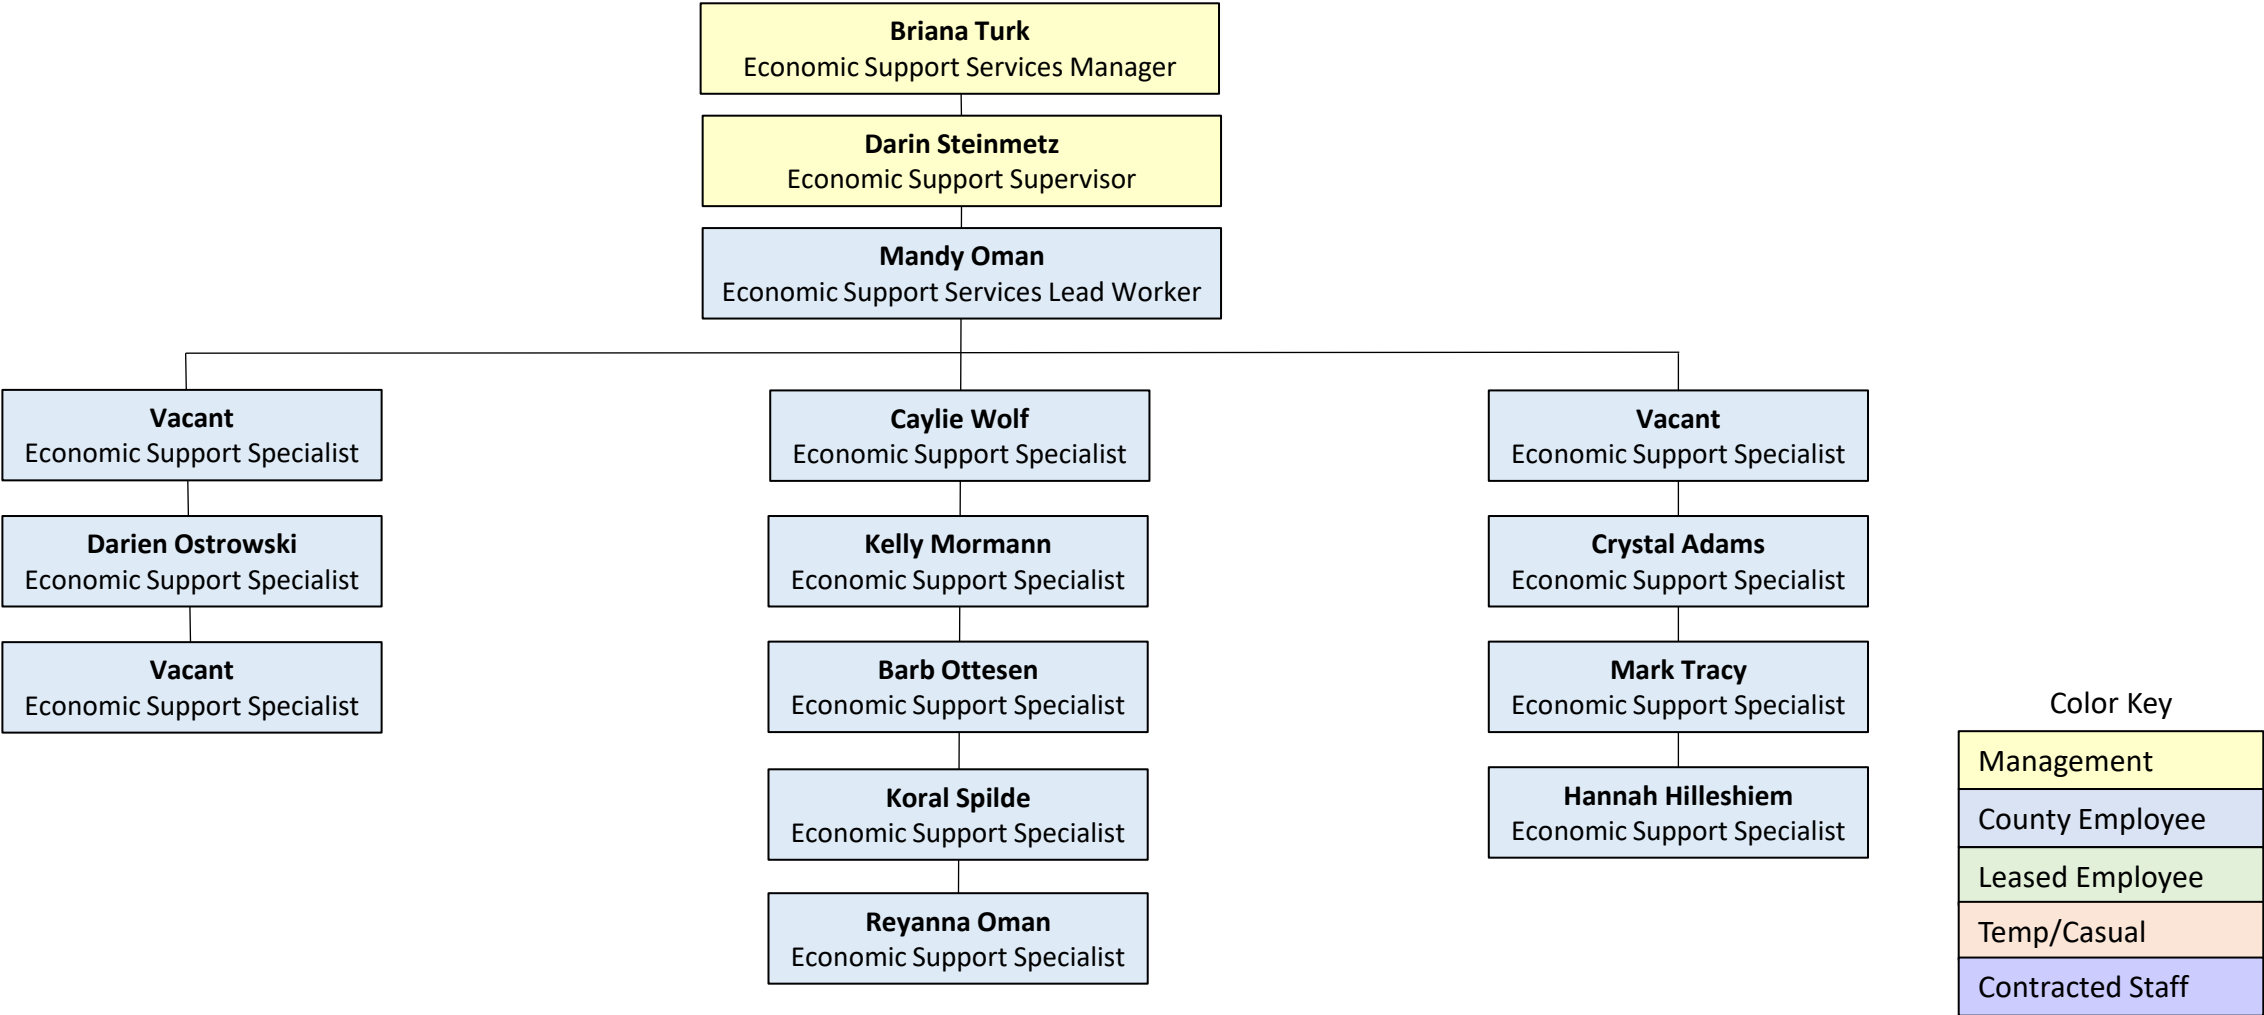 Briana Turk
Economic Support Services Manager
Darin Steinmetz
Economic Support Supervisor
Mandy Oman
Economic Support Services Lead Worker
Vacant
Economic Support Specialist
Darien Ostrowski
Economic Support Specialist
Vacant
Economic Support Specialist
Caylie Wolf
Economic Support Specialist
Kelly Mormann
Economic Support Specialist
Barb Ottesen
Economic Support Specialist
Koral Spilde
Economic Support Specialist
Reyanna Oman
Economic Support Specialist
Vacant
Economic Support Specialist
Crystal Adams
Economic Support Specialist
Mark Tracy
Economic Support Specialist
Hannah Hilleshiem
Economic Support Specialist
Color Key
Management
County Employee
Leased Employee
Temp/Casual
Contracted Staff